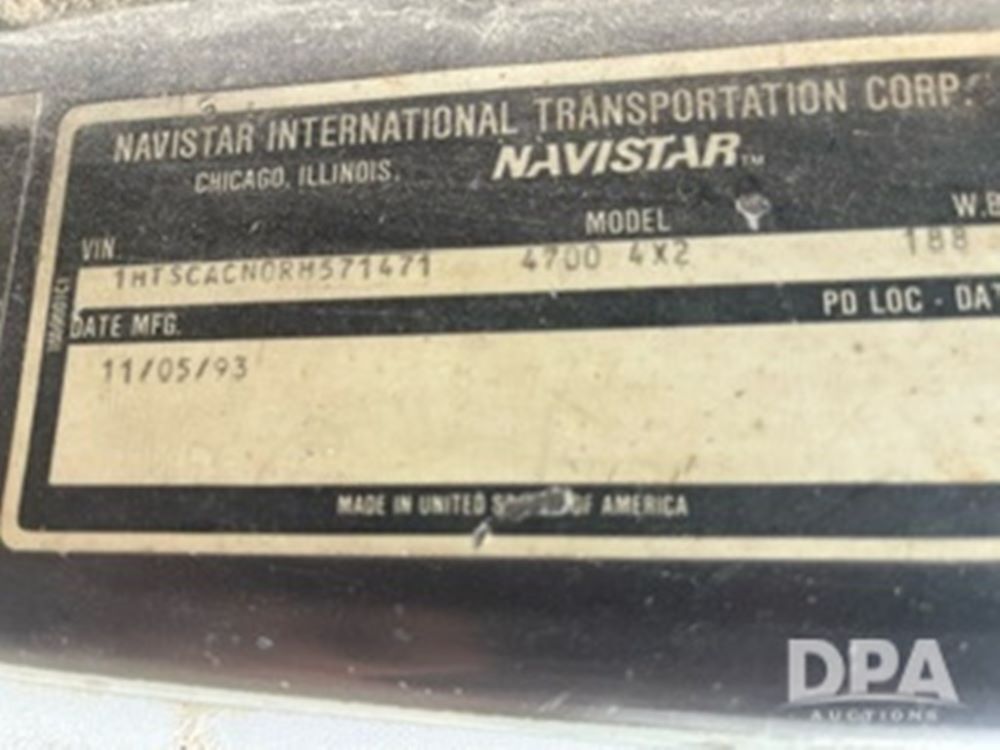 NAVISTAR INTERNATIONAL TRANSPORTATION CORP.
CHICAGO, ILLINOIS. NAVISTAR™
VIN. MODEL W.B
1HTSCACN0RH571471 4700 4X2 188
DATE MFG. PD LOC - DAT
11/05/93
MADE IN UNITED OF AMERICA
DPA
AUCTIONS